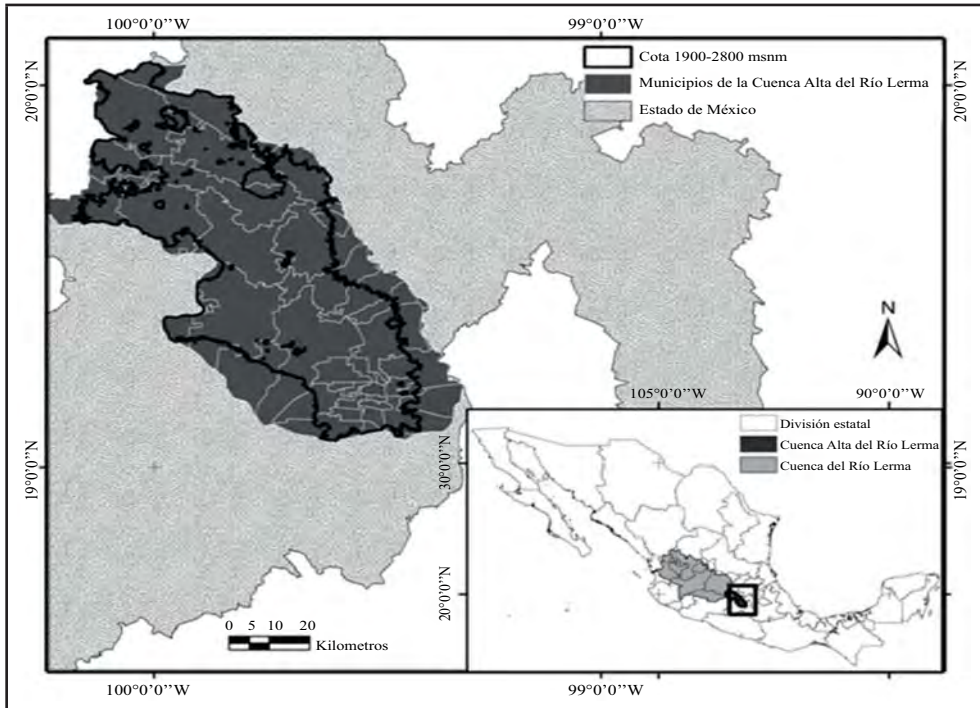 100°0’0’’W 99°0’0’’W
Cota 1900-2800 msnm
Municipios de la Cuenca Alta del Río Lerma
Estado de México
20°0’0’’N
20°0’0’’N
N
105°0’0’’W 90°0’0’’W
División estatal
Cuenca Alta del Río Lerma
Cuenca del Río Lerma
19°0’0’’N
30°0’0’’N
19°0’0’’N
20°0’0’’N
0 5 10 20
Kilometros
100°0’0’’W 99°0’0’’W